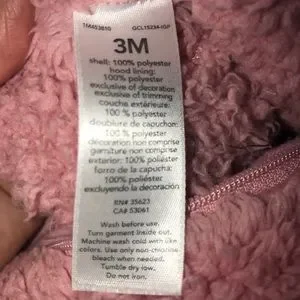 TM453810 GCL15234-IGP
3M
shell: 100% polyester
hood lining:
100% polyester
exclusive of decoration
exclusive of trimming
couche extérieure:
100 % polyester
doublure de capuchon:
100 % polyester
décoration non comprise
garniture non comprise
exterior: 100% poliéster
forro de la capucha:
100% poliéster
excluyendo la decoración
RN# 35623
CA# 53061
Wash before use.
Turn garment inside out.
Machine wash cold with like
colors. Use only non-chlorine
bleach when needed.
Tumble dry low.
Do not iron.